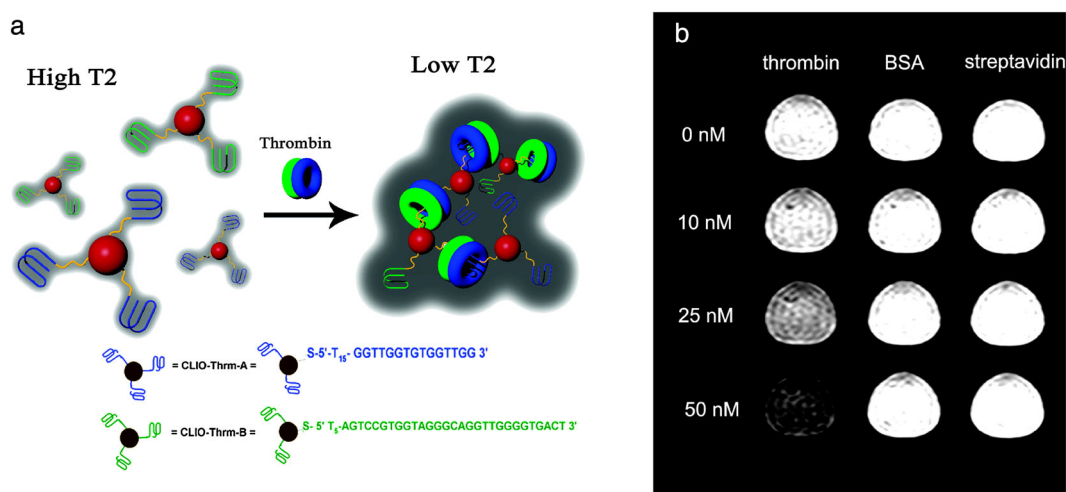 a
High T2
Low T2
Thrombin
= CLIO-Thrm-A =
S-5'-T15- GGTTGGTGTGGTTGG 3'
= CLIO-Thrm-B =
S- 5' T5-AGTCCGTGGTAGGGCAGGTTGGGGTGACT 3'
b
thrombin BSA streptavidin
0 nM
10 nM
25 nM
50 nM